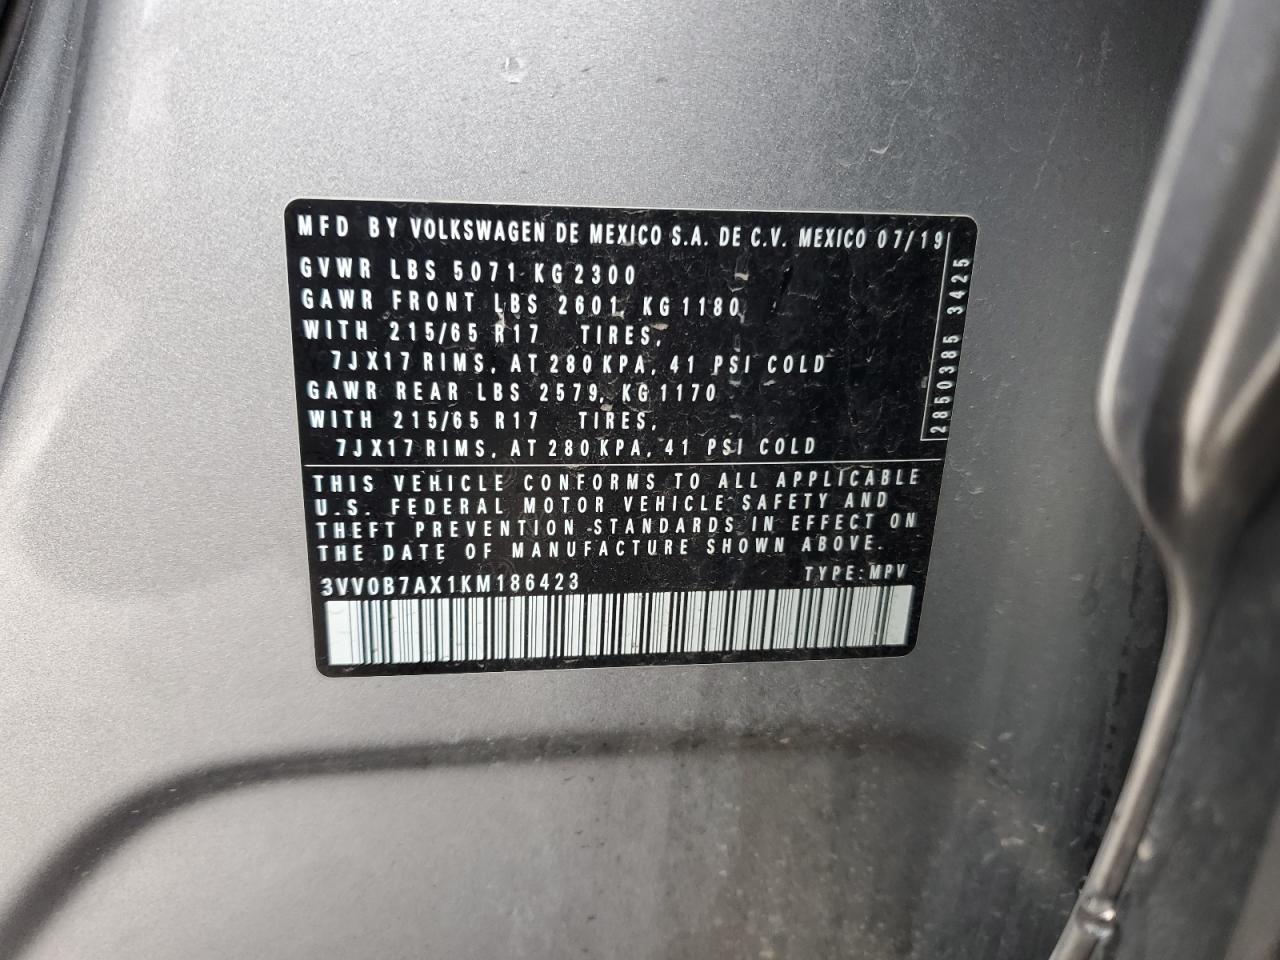 MFD BY VOLKSWAGEN DE MEXICO S.A. DE C.V. MEXICO 07/19
GVWR LBS 5071 KG 2300
GAWR FRONT LBS 2601, KG 1180,
WITH 215/65 R17 TIRES,
7JX17 RIMS, AT 280 KPA, 41 PSI COLD
GAWR REAR LBS 2579, KG 1170
WITH 215/65 R17 TIRES,
7JX17 RIMS, AT 280 KPA, 41 PSI COLD
2850385 3425
THIS VEHICLE CONFORMS TO ALL APPLICABLE
U.S. FEDERAL MOTOR VEHICLE SAFETY AND
THEFT PREVENTION STANDARDS IN EFFECT ON
THE DATE OF MANUFACTURE SHOWN ABOVE.
3VV0B7AX1KM186423 TYPE: MPV